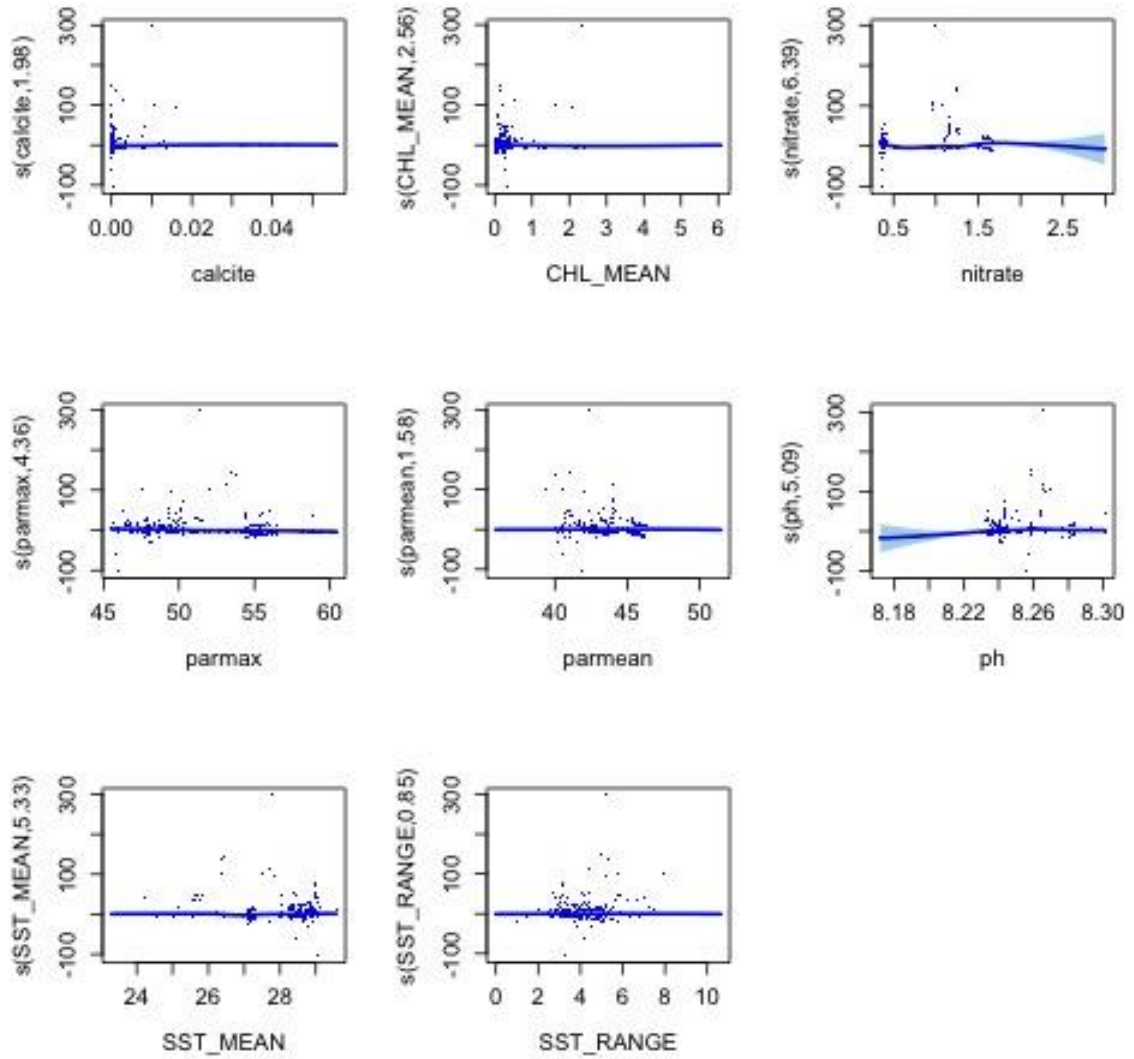 s(calcite,1.98)
300
100
-100
0.00 0.02 0.04
calcite
s(CHL_MEAN,2.56)
300
100
-100
0 1 2 3 4 5 6
CHL_MEAN
s(nitrate,6.39)
300
100
-100
0.5 1.0 1.5 2.5
nitrate
s(parmax,4.36)
300
100
-100
45 50 55 60
parmax
s(parmean,1.58)
300
100
-100
40 45 50
parmean
s(ph,5.09)
300
100
-100
8.18 8.22 8.26 8.30
ph
s(SST_MEAN,5.33)
300
100
-100
24 26 28
SST_MEAN
s(SST_RANGE,0.85)
300
100
-100
0 2 4 6 8 10
SST_RANGE